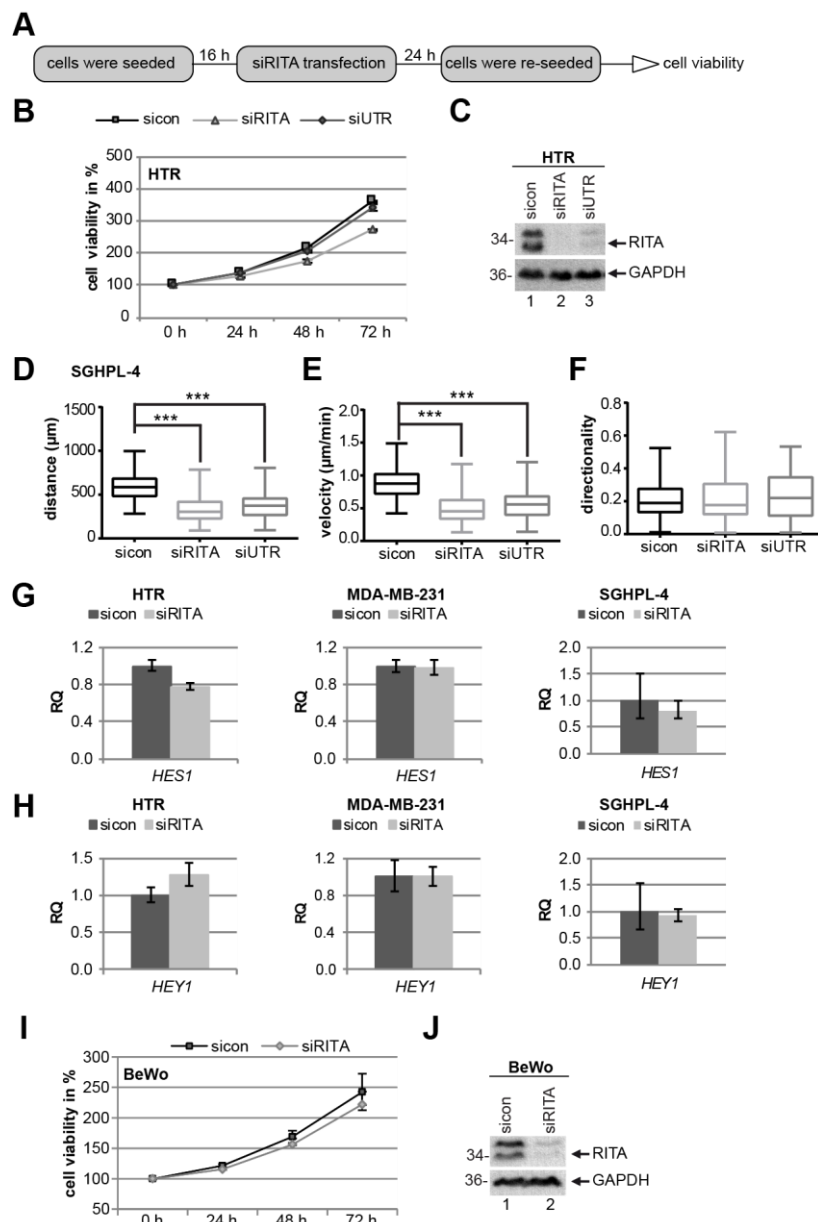 A
cells were seeded 16 h siRITA transfection 24 h cells were re-seeded cell viability
B
sicon siRITA siUTR
HTR
cell viability in %
500
400
300
200
100
0
0 h 24 h 48 h 72 h
C
HTR
sicon siRITA siUTR
34- RITA
36- GAPDH
1 2 3
D SGHPL-4
distance (µm)
1500
1000
500
0
*** ***
sicon siRITA siUTR
E
velocity (µm/min)
2.0
1.5
1.0
0.5
0.0
*** ***
sicon siRITA siUTR
F
directionality
0.8
0.6
0.4
0.2
0.0
sicon siRITA siUTR
G
HTR
sicon siRITA
RQ
1.2
0.8
0.4
0.0
HES1
MDA-MB-231
sicon siRITA
RQ
1.2
0.8
0.4
0.0
HES1
SGHPL-4
sicon siRITA
RQ
2.0
1.5
1.0
0.5
0.0
HES1
H
HTR
sicon siRITA
RQ
1.5
1.0
0.5
0.0
HEY1
MDA-MB-231
sicon siRITA
RQ
1.2
0.8
0.4
0.0
HEY1
SGHPL-4
sicon siRITA
RQ
2.0
1.5
1.0
0.5
0.0
HEY1
I
sicon siRITA
BeWo
cell viability in %
300
250
200
150
100
50
0 h 24 h 48 h 72 h
J
BeWo
sicon siRITA
34- RITA
36- GAPDH
1 2